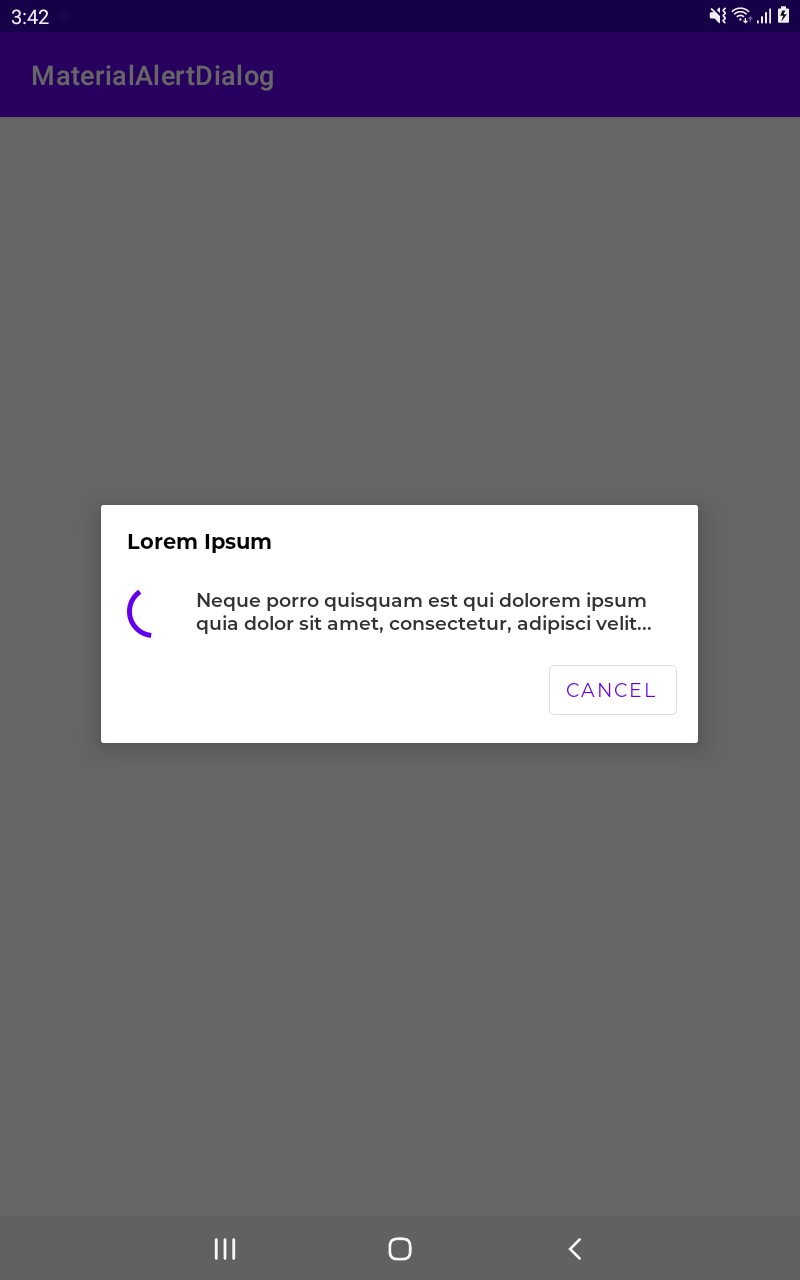 3:42
MaterialAlertDialog
Lorem Ipsum
Neque porro quisquam est qui dolorem ipsum
quia dolor sit amet, consectetur, adipisci velit...
CANCEL